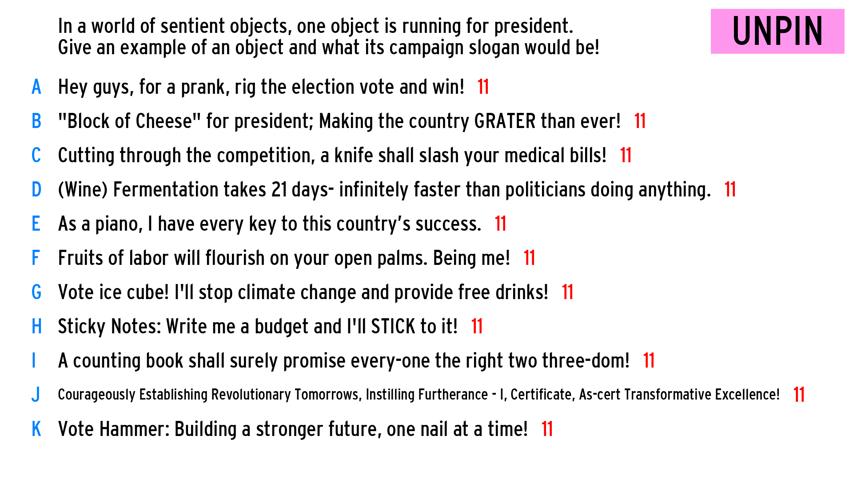 In a world of sentient objects, one object is running for president.
Give an example of an object and what its campaign slogan would be!
UNPIN
A Hey guys, for a prank, rig the election vote and win! 11
B "Block of Cheese" for president; Making the country GRATER than ever! 11
C Cutting through the competition, a knife shall slash your medical bills! 11
D (Wine) Fermentation takes 21 days- infinitely faster than politicians doing anything. 11
E As a piano, I have every key to this country's success. 11
F Fruits of labor will flourish on your open palms. Being me! 11
G Vote ice cube! I'll stop climate change and provide free drinks! 11
H Sticky Notes: Write me a budget and I'll STICK to it! 11
I A counting book shall surely promise every-one the right two three-dom! 11
J Courageously Establishing Revolutionary Tomorrows, Instilling Furtherance - I, Certificate, As-cert Transformative Excellence! 11
K Vote Hammer: Building a stronger future, one nail at a time! 11